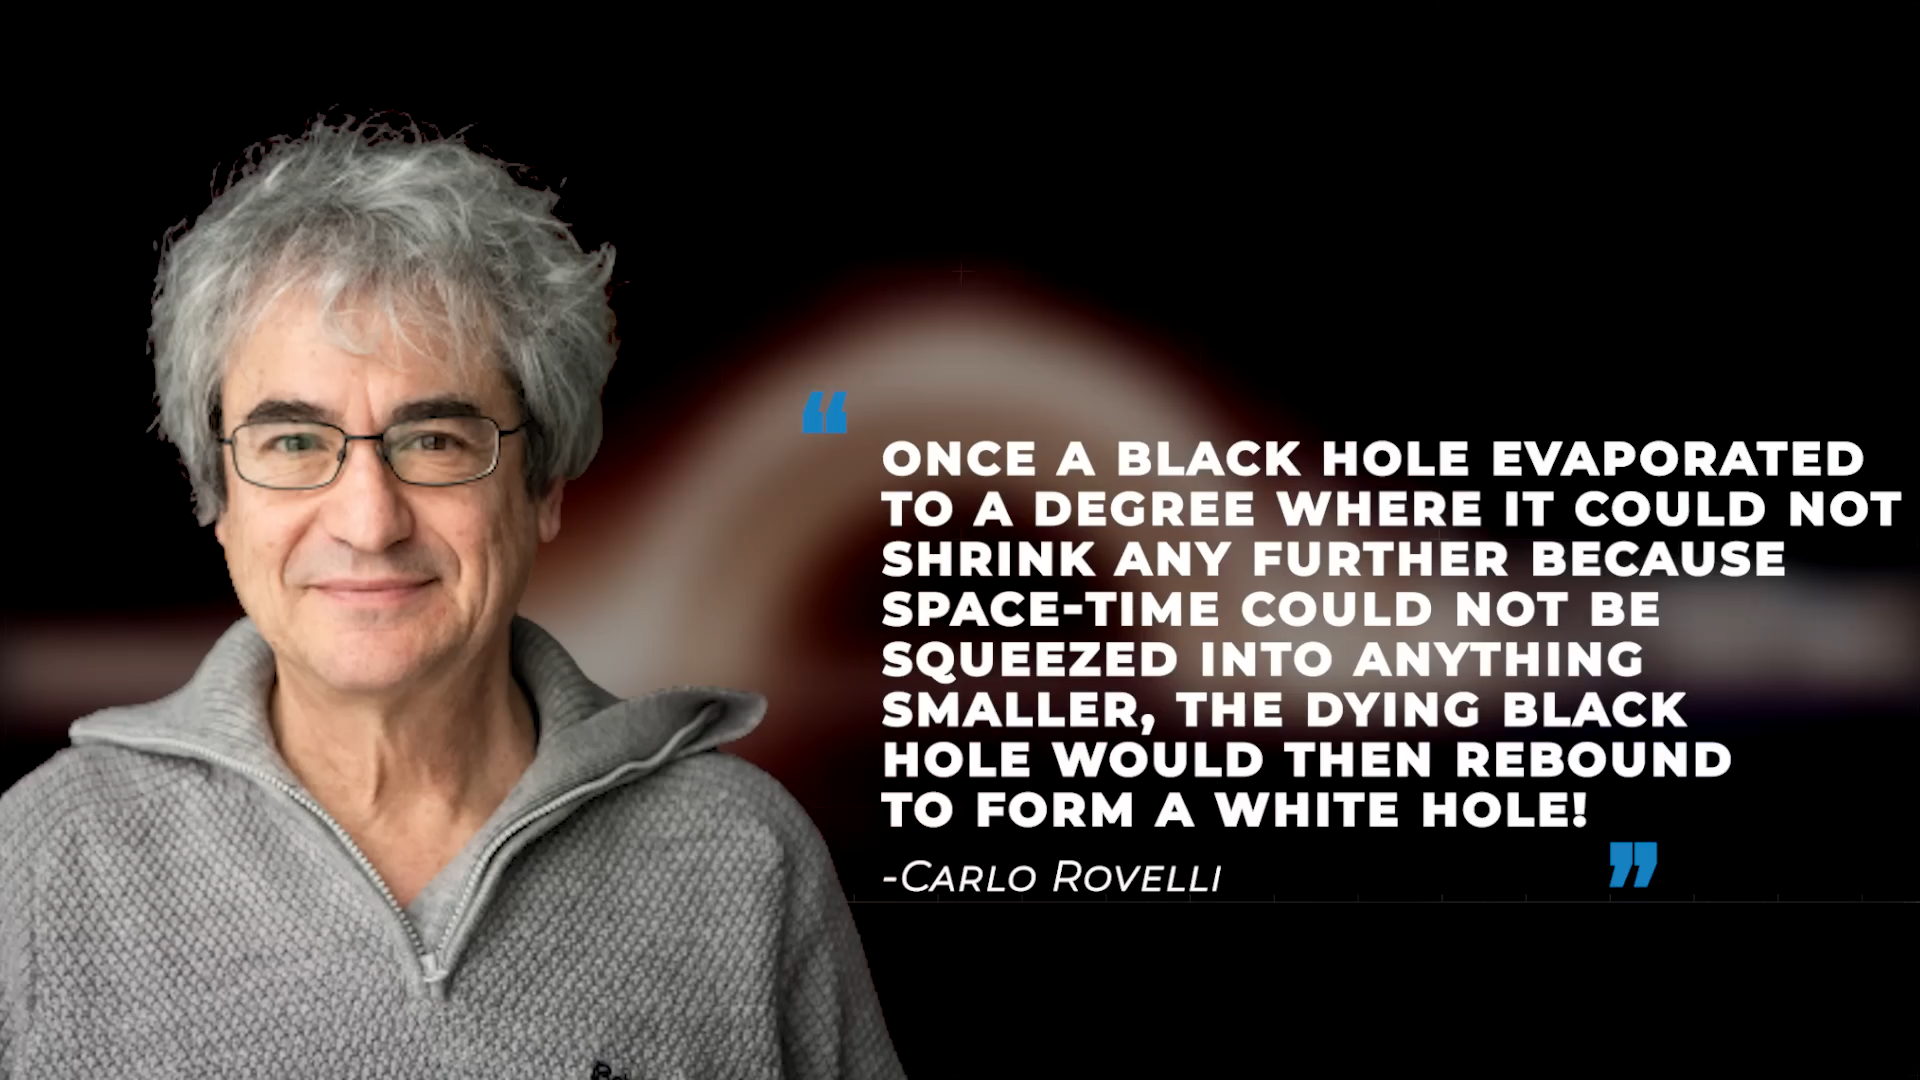 “
ONCE A BLACK HOLE EVAPORATED
TO A DEGREE WHERE IT COULD NOT
SHRINK ANY FURTHER BECAUSE
SPACE-TIME COULD NOT BE
SQUEEZED INTO ANYTHING
SMALLER, THE DYING BLACK
HOLE WOULD THEN REBOUND
TO FORM A WHITE HOLE!
”
-CARLO ROVELLI